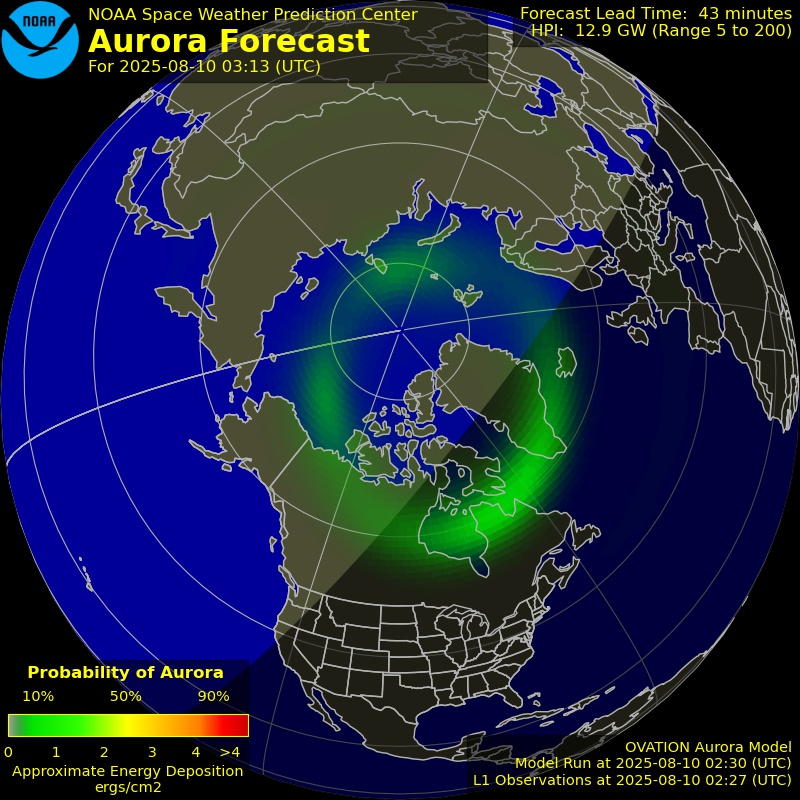 NOAA
NOAA Space Weather Prediction Center
Aurora Forecast
For 2025-08-10 03:13 (UTC)
Forecast Lead Time: 43 minutes
HPI: 12.9 GW (Range 5 to 200)
Probability of Aurora
10% 50% 90%
0 1 2 3 4 >4
Approximate Energy Deposition
ergs/cm2
OVATION Aurora Model
Model Run at 2025-08-10 02:30 (UTC)
L1 Observations at 2025-08-10 02:27 (UTC)